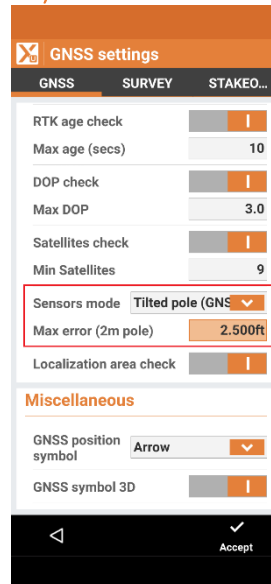 GNSS settings
GNSS SURVEY STAKEO...
RTK age check
Max age (secs) 10
DOP check
Max DOP 3.0
Satellites check
Min Satellites 9
Sensors mode Tilted pole (GNS
Max error (2m pole) 2.500ft
Localization area check
Miscellaneous
GNSS position
symbol Arrow
GNSS symbol 3D
Accept